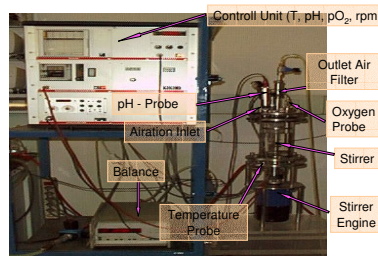 Controll Unit (T, pH, pO2, rpm
Outlet Air
Filter
pH - Probe
Oxygen
Probe
Airation Inlet
Stirrer
Balance
Temperature
Probe
Stirrer
Engine